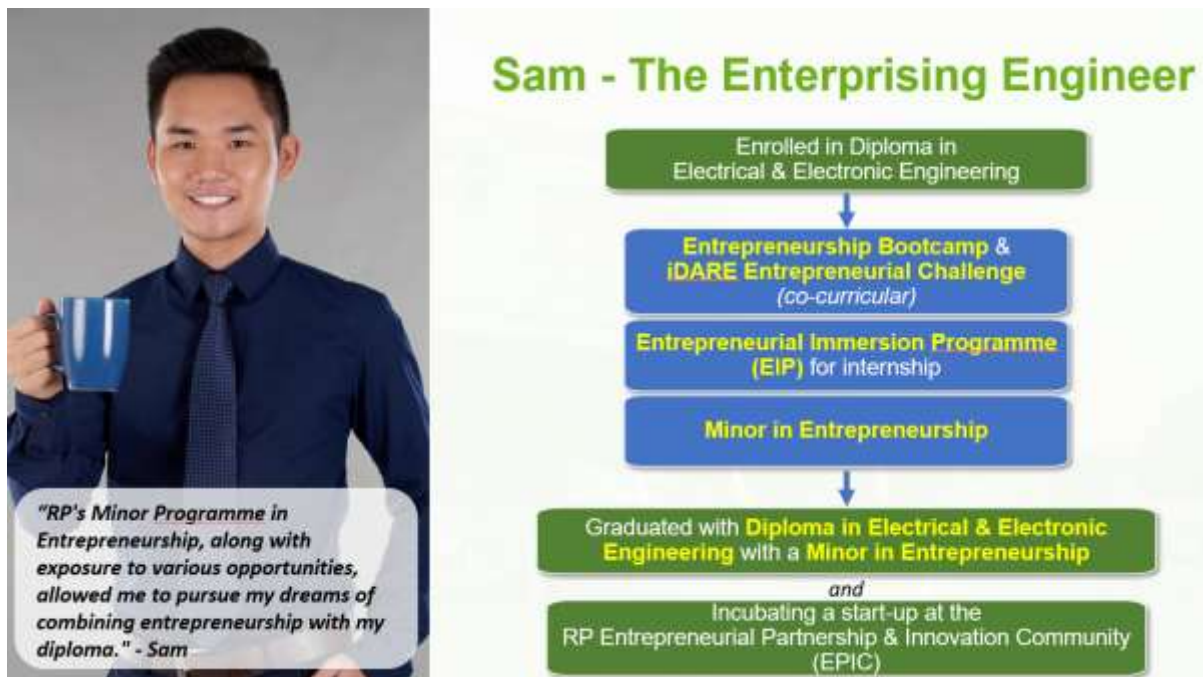 Sam - The Enterprising Engineer
Enrolled in Diploma in
Electrical & Electronic Engineering
Entrepreneurship Bootcamp &
iDARE Entrepreneurial Challenge
(co-curricular)
Entrepreneurial Immersion Programme
(EIP) for internship
Minor in Entrepreneurship
Graduated with Diploma in Electrical & Electronic
Engineering with a Minor in Entrepreneurship
and
Incubating a start-up at the
RP Entrepreneurial Partnership & Innovation Community
(EPIC)
"RP's Minor Programme in
Entrepreneurship, along with
exposure to various opportunities,
allowed me to pursue my dreams of
combining entrepreneurship with my
diploma." - Sam